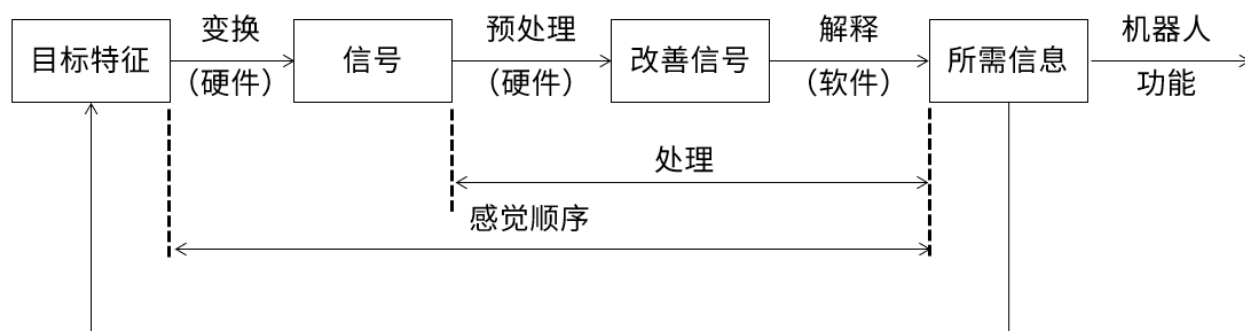 目标特征
变换
（硬件）
信号
预处理
（硬件）
改善信号
解释
（软件）
所需信息
机器人
功能
处理
感觉顺序